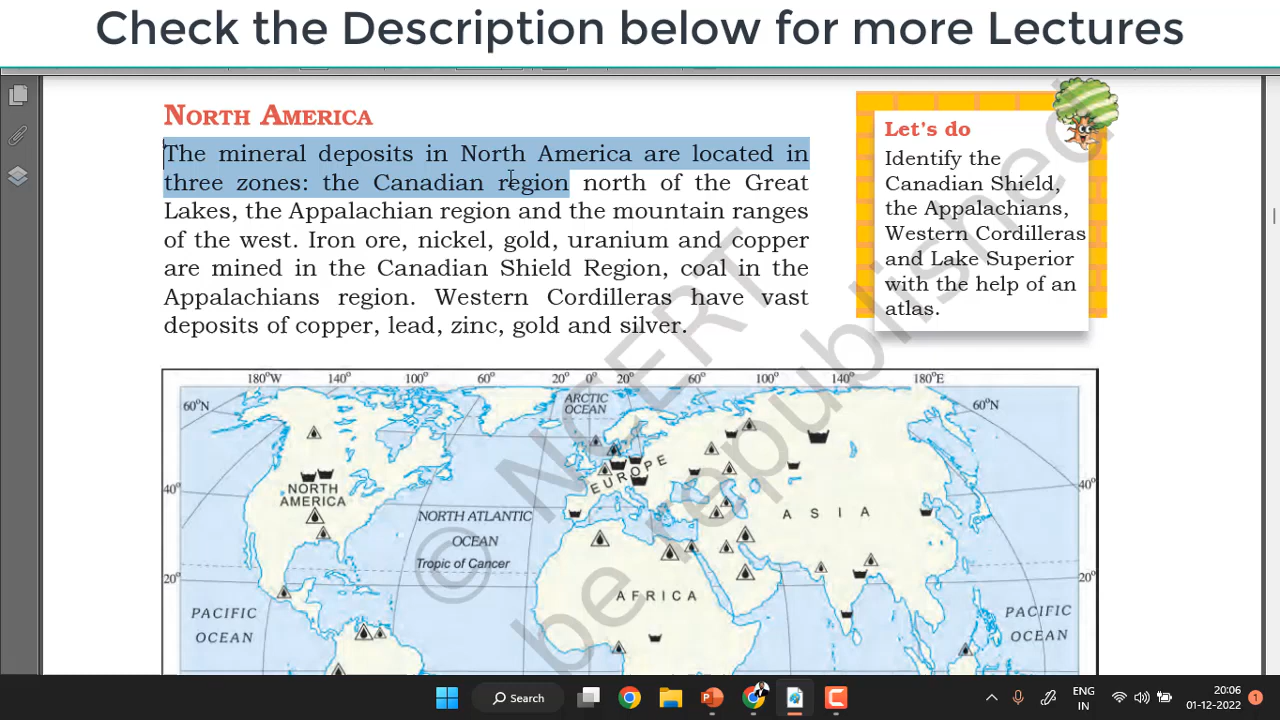 Check the Description below for more Lectures
NORTH AMERICA
The mineral deposits in North America are located in
three zones: the Canadian region north of the Great
Lakes, the Appalachian region and the mountain ranges
of the west. Iron ore, nickel, gold, uranium and copper
are mined in the Canadian Shield Region, coal in the
Appalachians region. Western Cordilleras have vast
deposits of copper, lead, zinc, gold and silver.
Let's do
Identify the
Canadian Shield,
the Appalachians,
Western Cordilleras
and Lake Superior
with the help of an
atlas.
180°W 140° 100° 60° 20° 0° 20° 60° 100° 140° 180°E
60°N
ARCTIC
OCEAN
60°N
EUROPE
40°
NORTH
AMERICA
40°
NORTH ATLANTIC
OCEAN
ASIA
Tropic of Cancer
20°
20°
AFRICA
PACIFIC
OCEAN
PACIFIC
OCEAN
© NCERT
be republished
Search
ENG
IN
20:06
01-12-2022
1